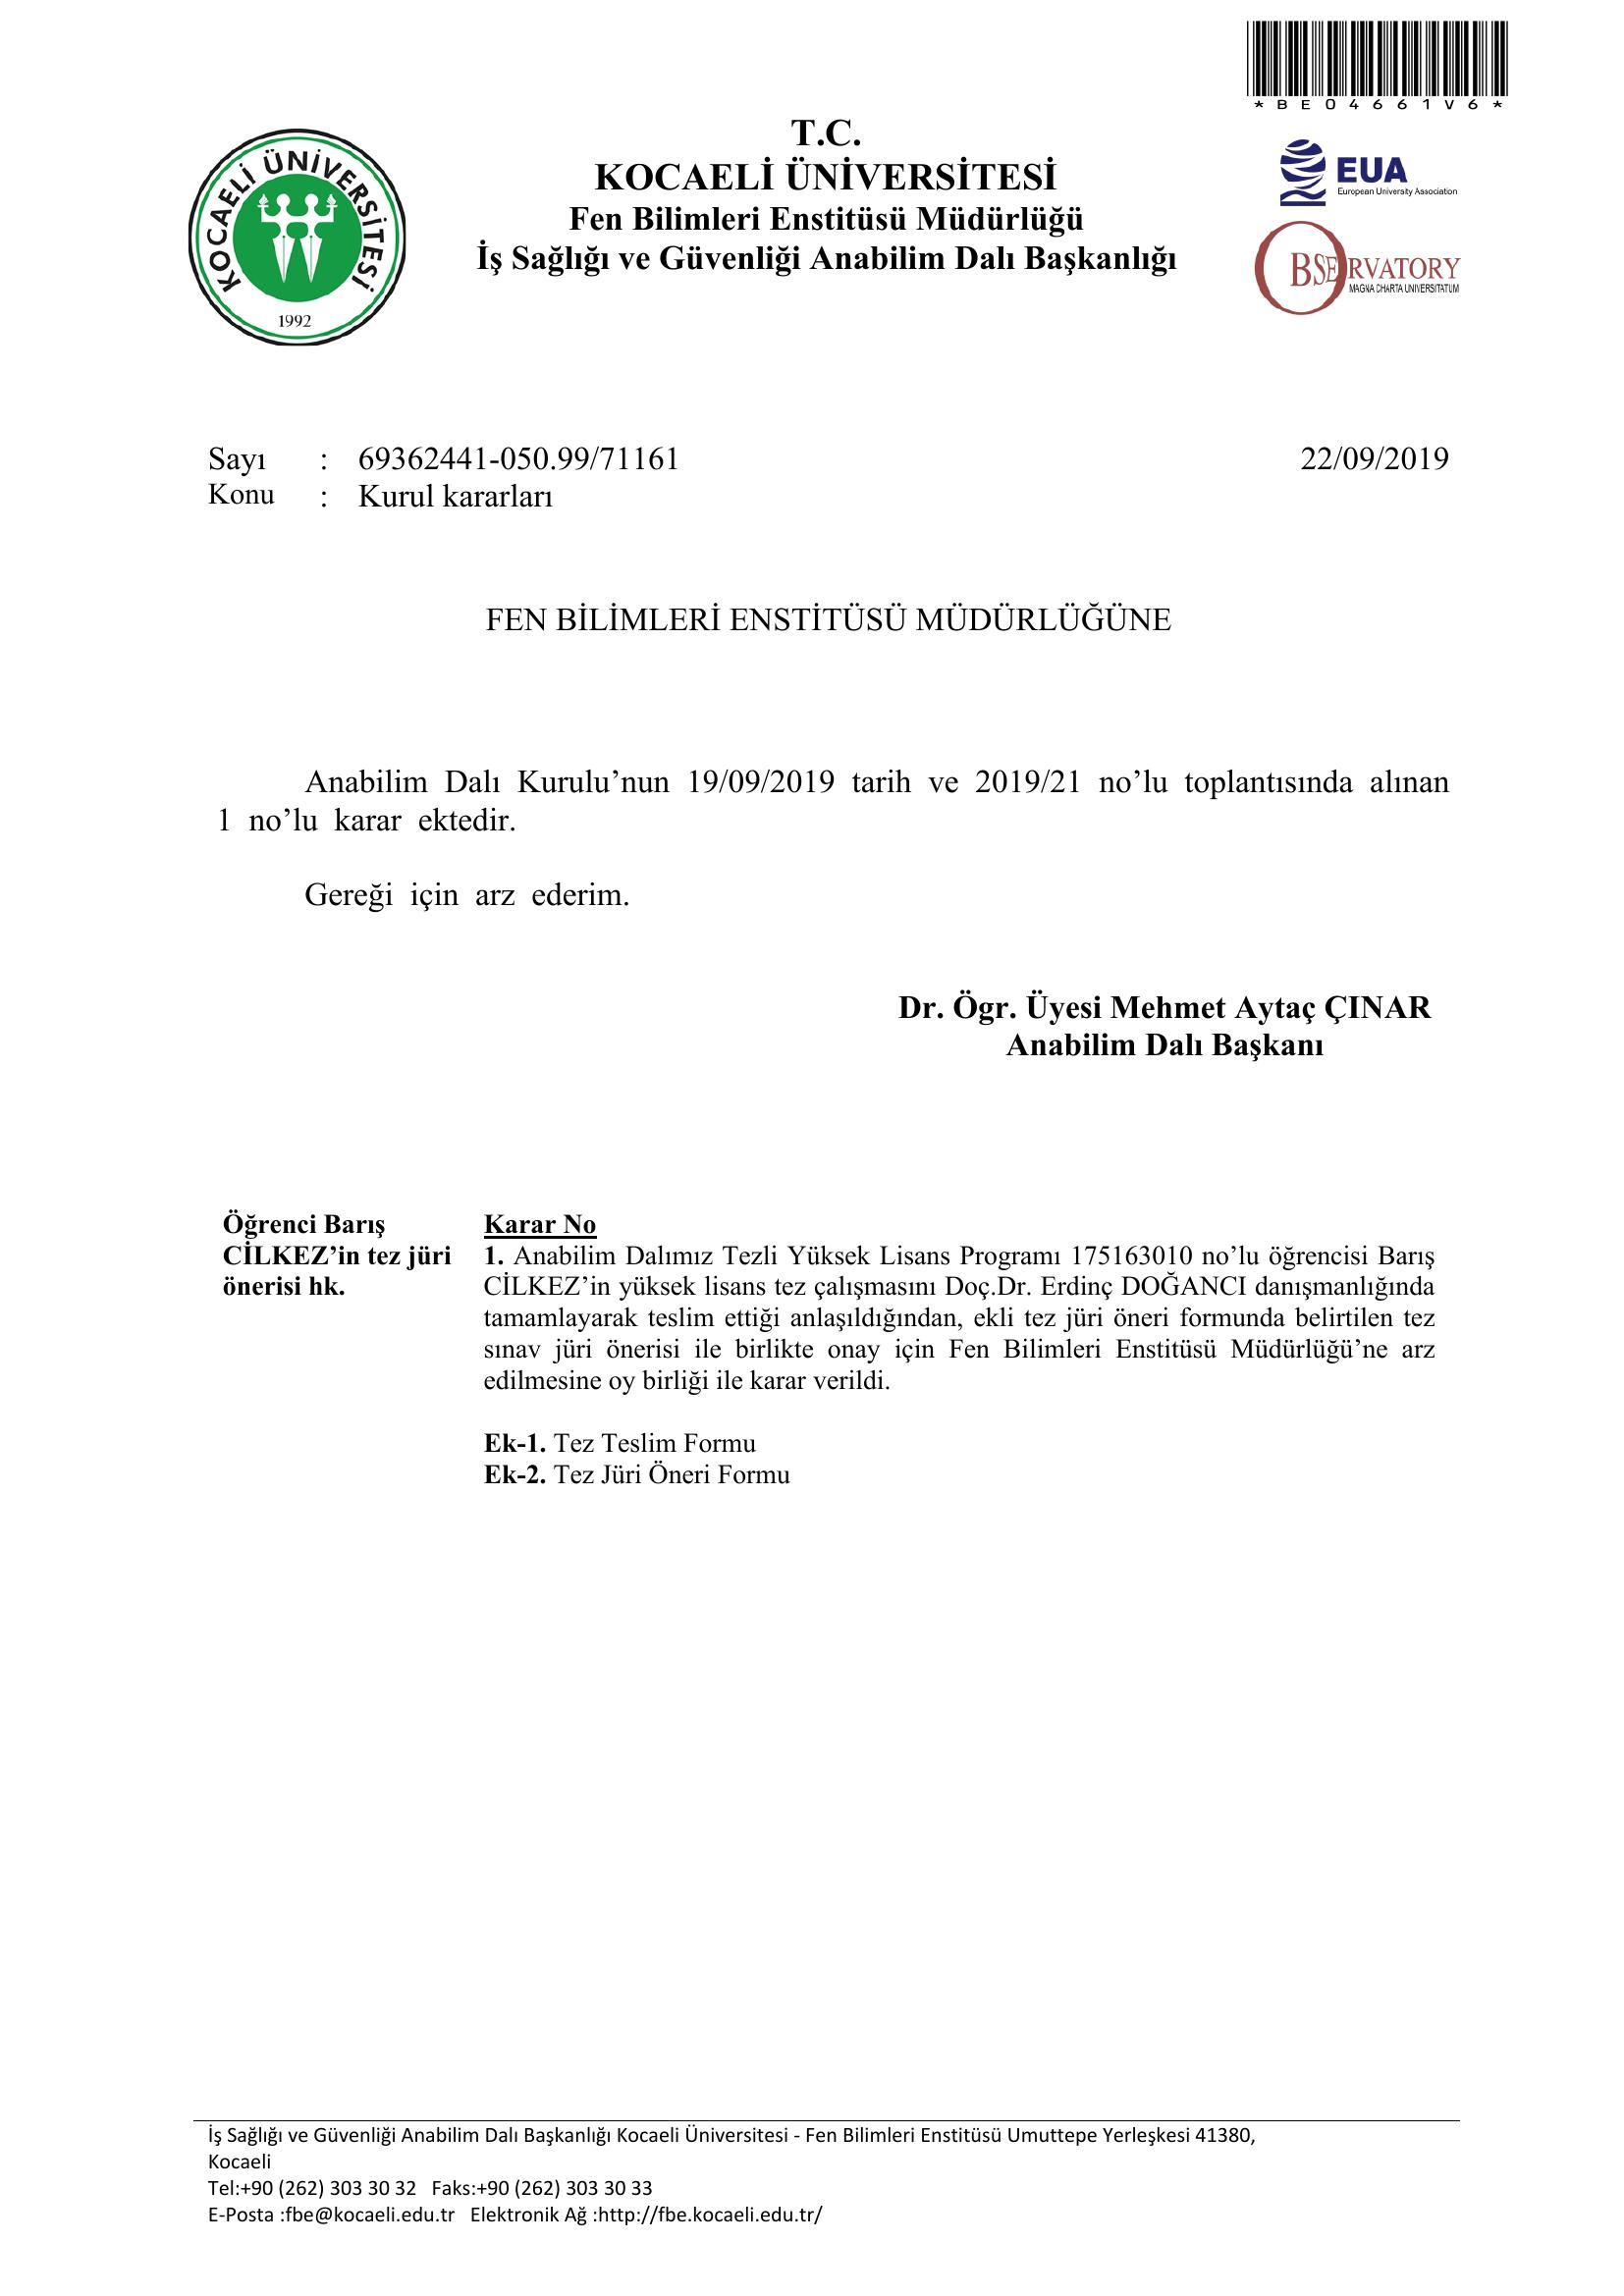 *BE04661V6*
T.C.
KOCAELİ ÜNİVERSİTESİ
Fen Bilimleri Enstitüsü Müdürlüğü
İş Sağlığı ve Güvenliği Anabilim Dalı Başkanlığı
KOCAELİ ÜNİVERSİTESİ
1992
EUA
European University Association
OBSERVATORY
MAGNA CHARTA UNIVERSITATUM
Sayı : 69362441-050.99/71161 22/09/2019
Konu : Kurul kararları
FEN BİLİMLERİ ENSTİTÜSÜ MÜDÜRLÜĞÜNE
Anabilim Dalı Kurulu’nun 19/09/2019 tarih ve 2019/21 no’lu toplantısında alınan
1 no’lu karar ektedir.
Gereği için arz ederim.
Dr. Ögr. Üyesi Mehmet Aytaç ÇINAR
Anabilim Dalı Başkanı
Öğrenci Barış
CİLKEZ’in tez jüri
önerisi hk.
Karar No
1. Anabilim Dalımız Tezli Yüksek Lisans Programı 175163010 no’lu öğrencisi Barış
CİLKEZ’in yüksek lisans tez çalışmasını Doç.Dr. Erdinç DOĞANCI danışmanlığında
tamamlayarak teslim ettiği anlaşıldığından, ekli tez jüri öneri formunda belirtilen tez
sınav jüri önerisi ile birlikte onay için Fen Bilimleri Enstitüsü Müdürlüğü’ne arz
edilmesine oy birliği ile karar verildi.
Ek-1. Tez Teslim Formu
Ek-2. Tez Jüri Öneri Formu
İş Sağlığı ve Güvenliği Anabilim Dalı Başkanlığı Kocaeli Üniversitesi - Fen Bilimleri Enstitüsü Umuttepe Yerleşkesi 41380,
Kocaeli
Tel:+90 (262) 303 30 32 Faks:+90 (262) 303 30 33
E-Posta :fbe@kocaeli.edu.tr Elektronik Ağ :http://fbe.kocaeli.edu.tr/